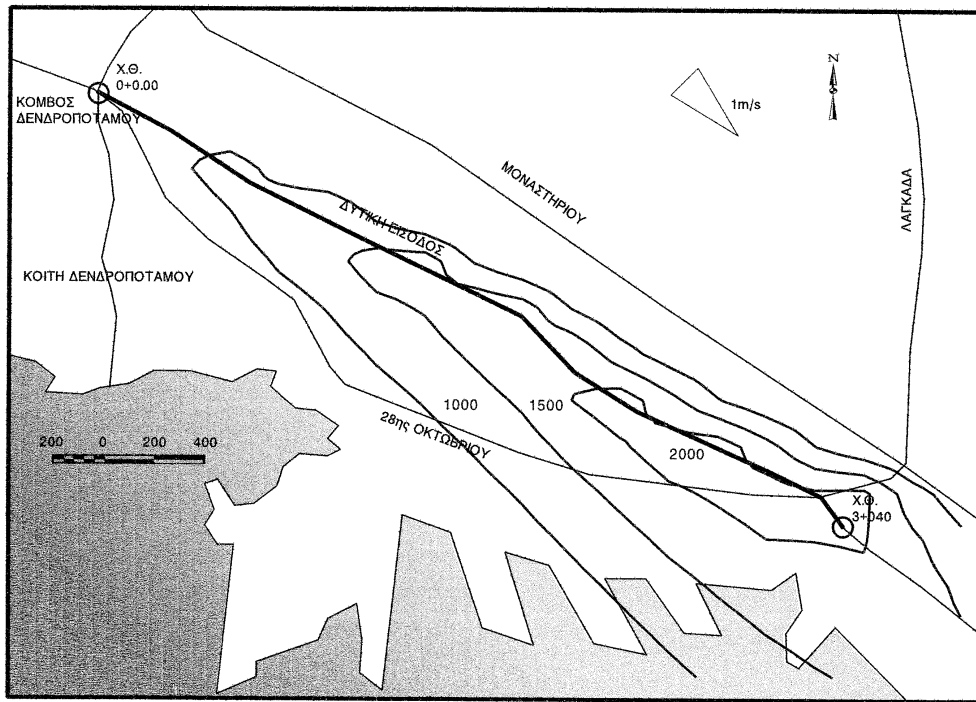 Χ.Θ.
0+0.00
ΚΟΜΒΟΣ
ΔΕΝΔΡΟΠΟΤΑΜΟΥ
N
1m/s
ΜΟΝΑΣΤΗΡΙΟΥ
ΛΑΓΚΑΔΑ
ΔΥΤΙΚΗ ΕΙΣΟΔΟΣ
ΚΟΙΤΗ ΔΕΝΔΡΟΠΟΤΑΜΟΥ
1000
1500
28ης ΟΚΤΩΒΡΙΟΥ
200 0 200 400
2000
Χ.Θ.
3+040